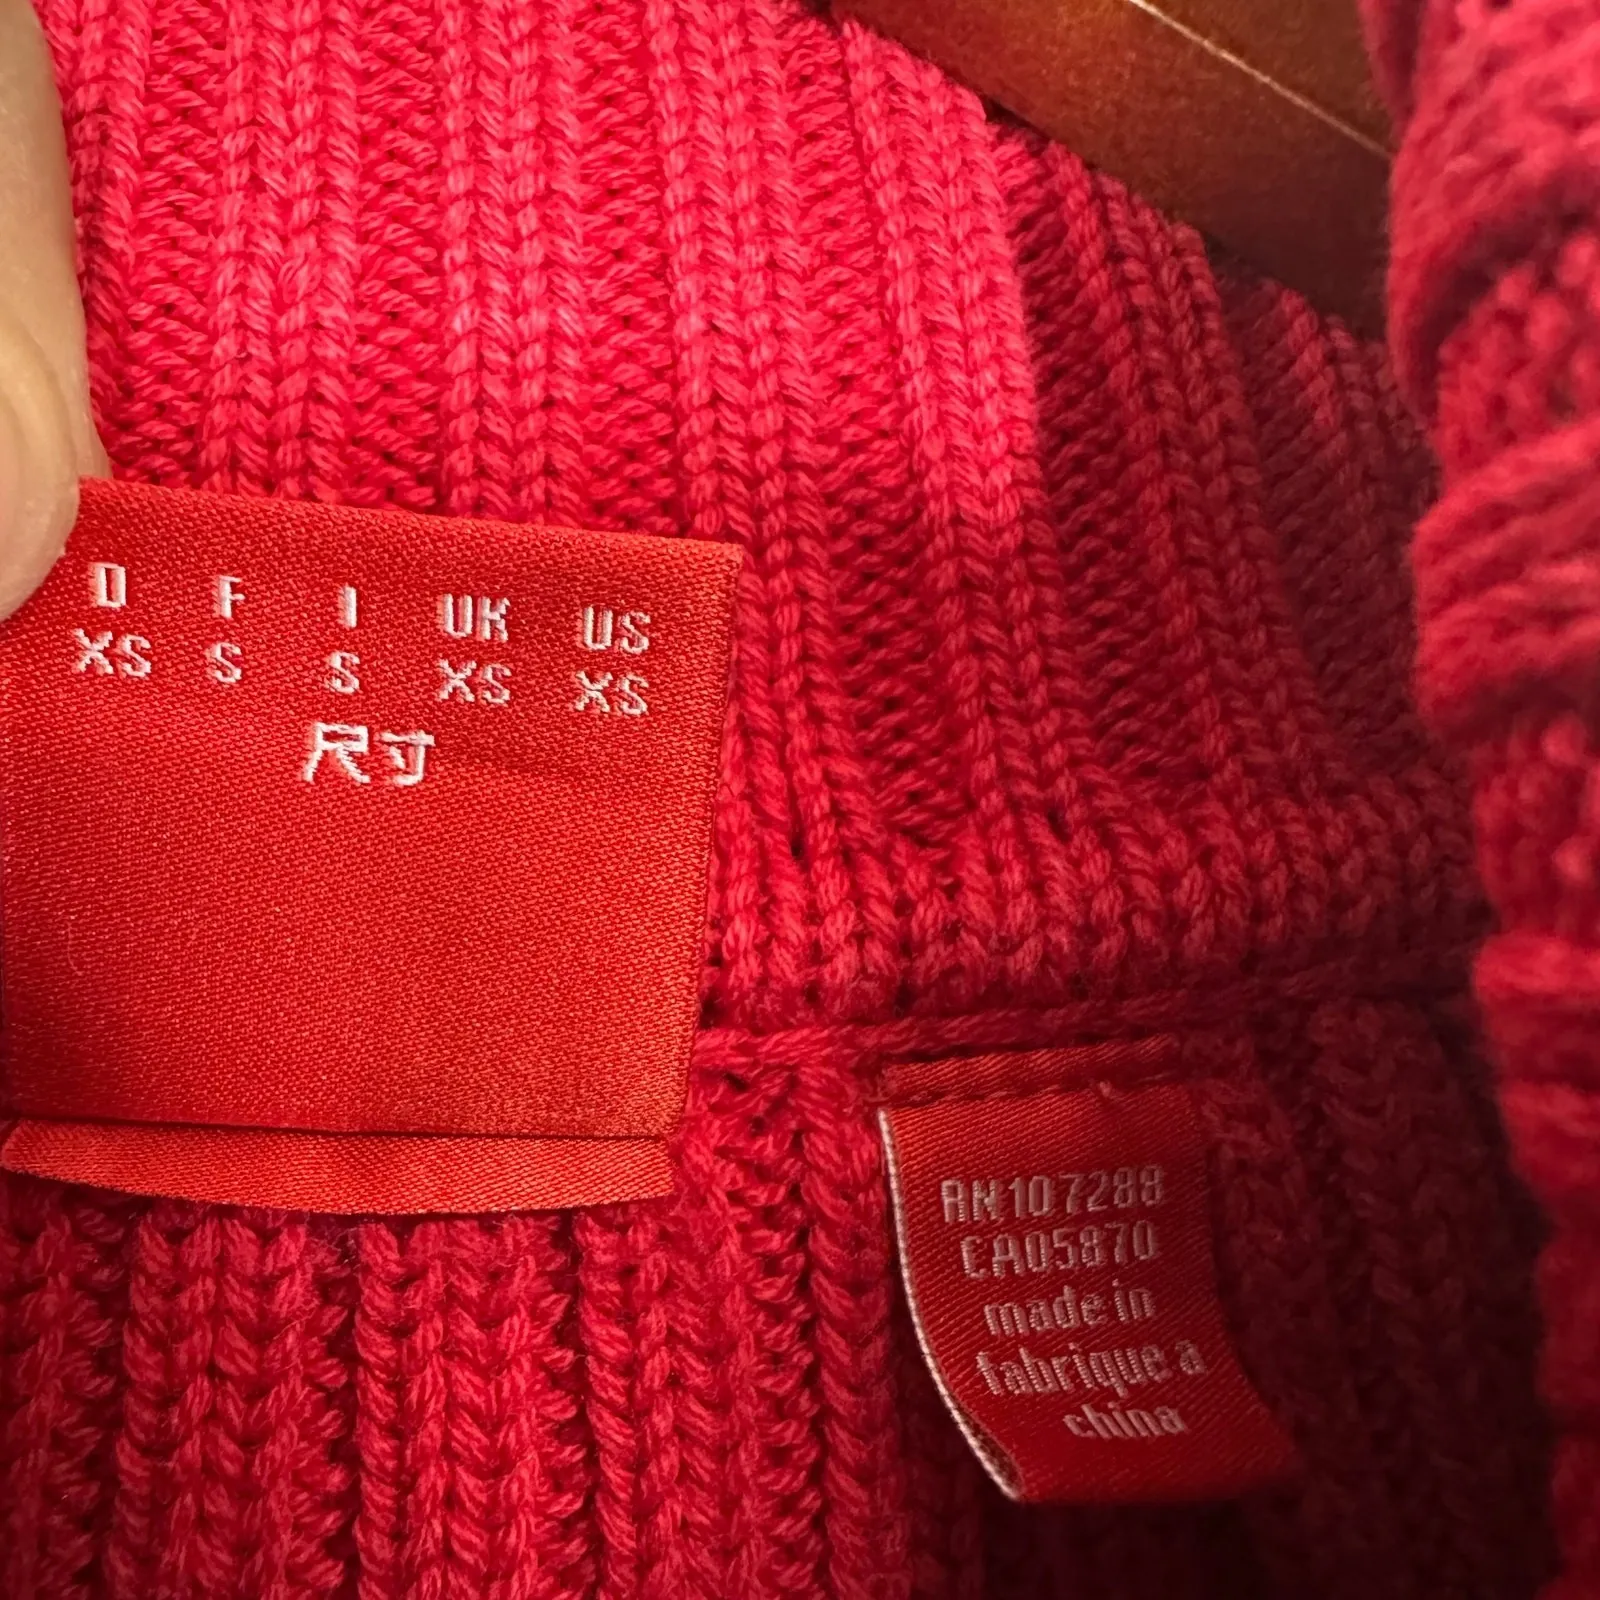 D F I UK US
XS S S XS XS
尺寸
RN107288
CA05870
made in
fabrique a
china